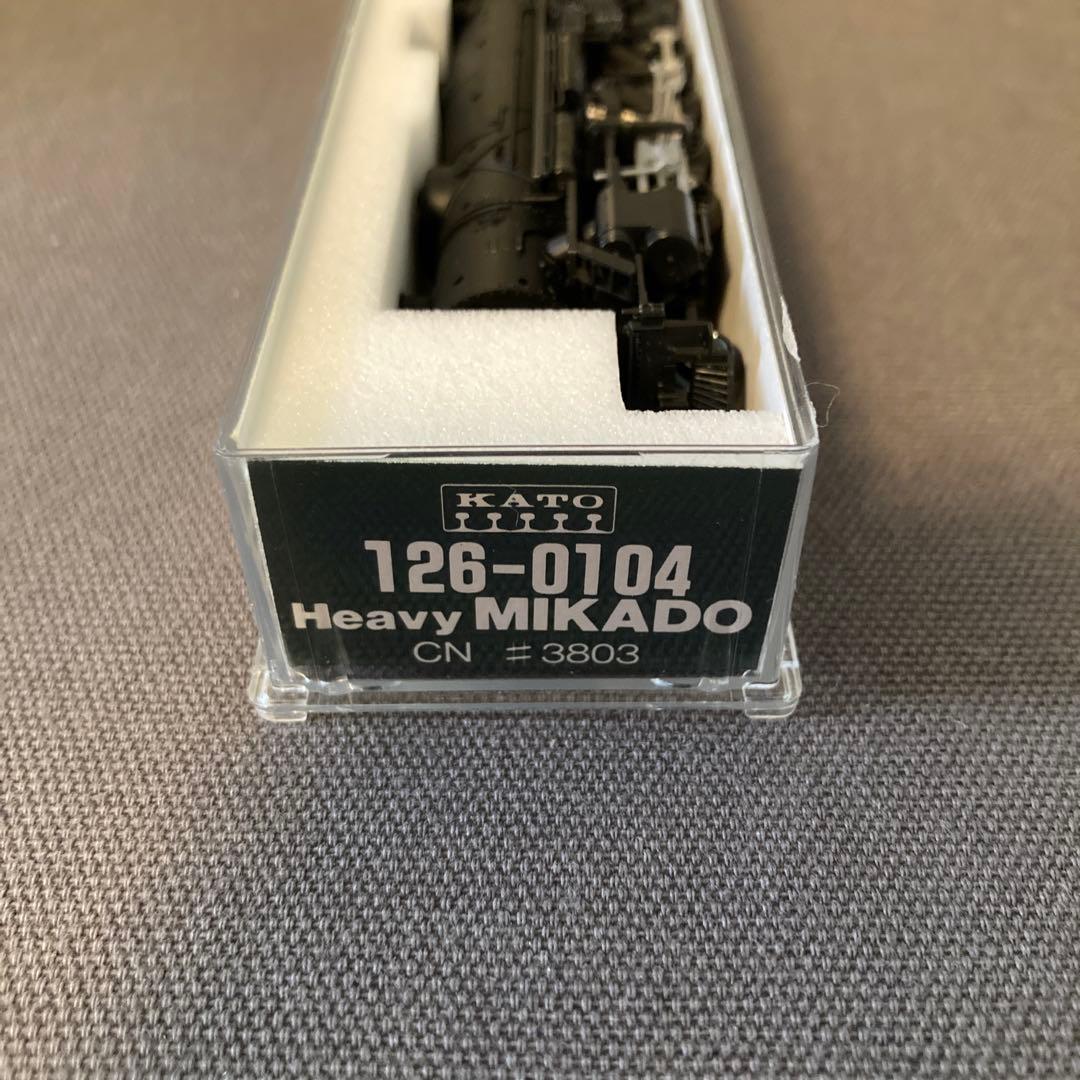 KATO
126-0104
Heavy MIKADO
CN #3803